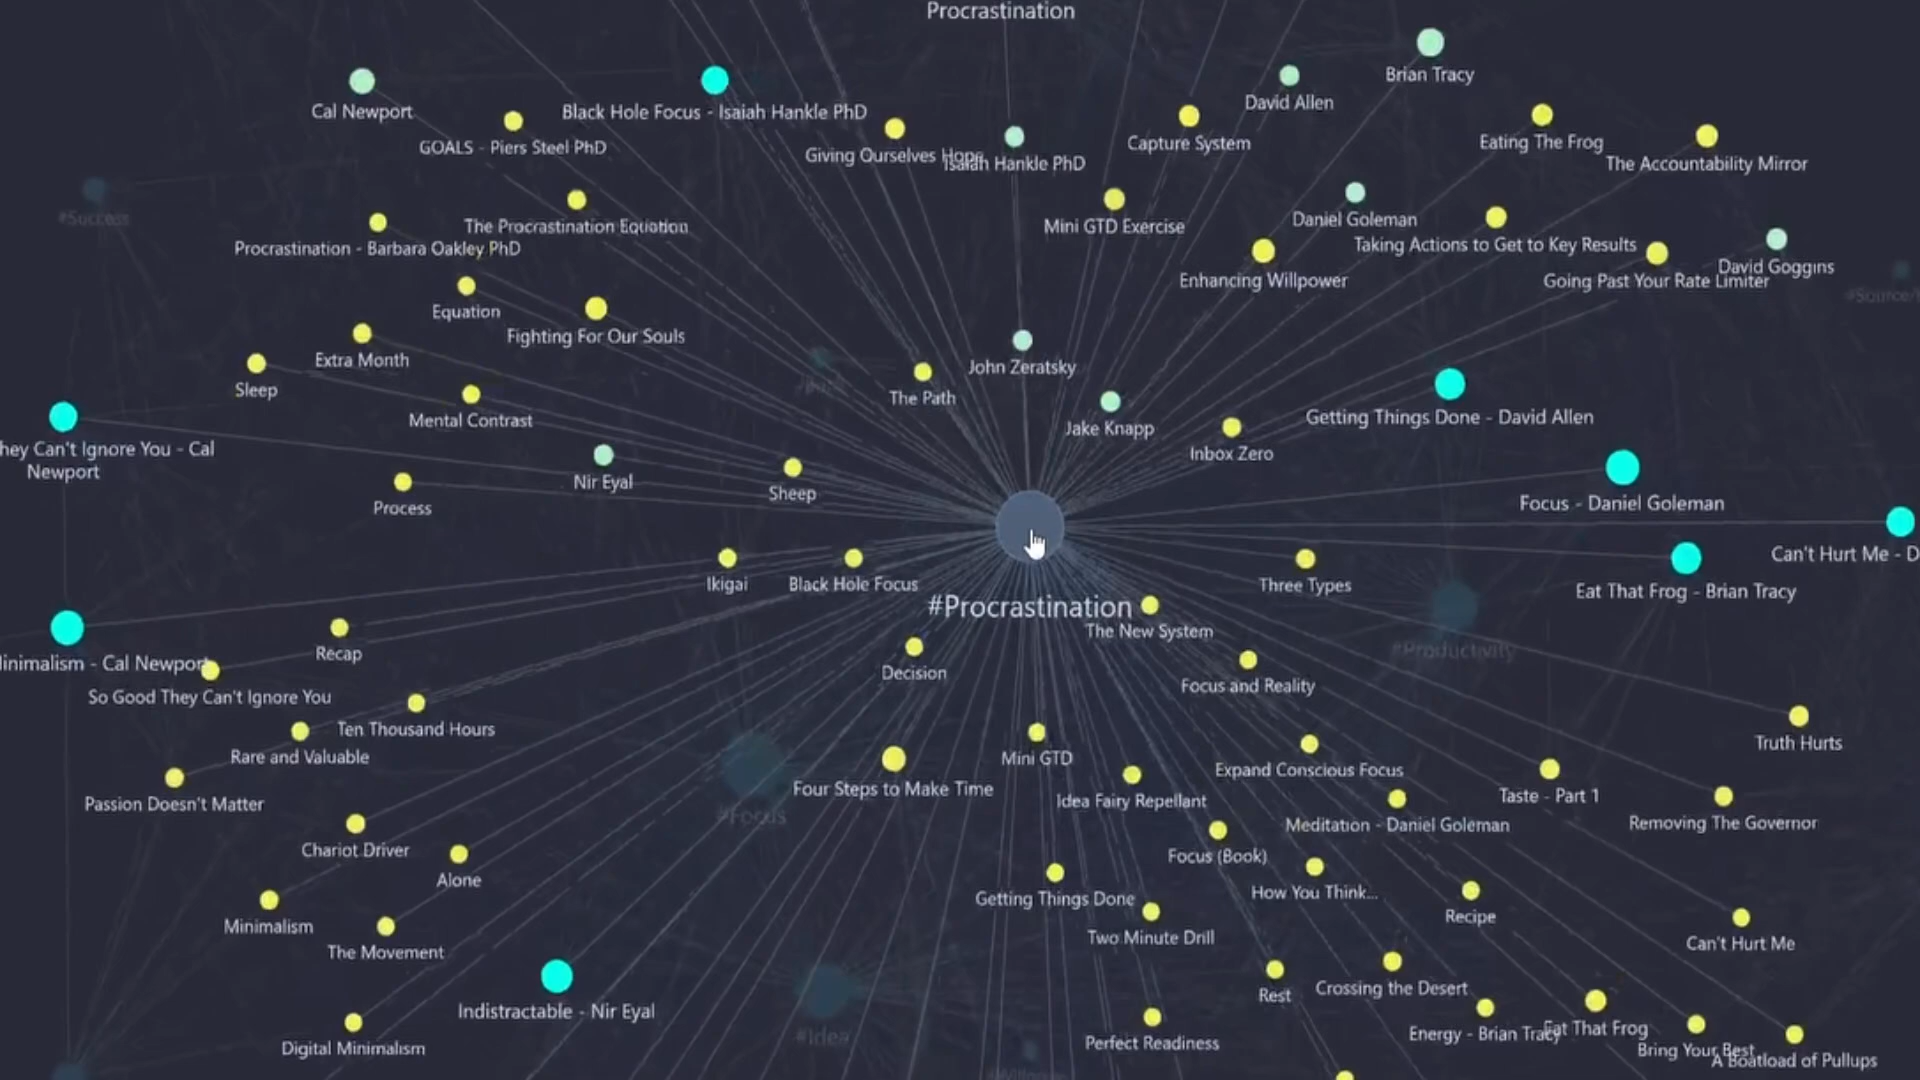 Procrastination
Brian Tracy
Cal Newport
Black Hole Focus - Isaiah Hankle PhD
David Allen
GOALS - Piers Steel PhD
Giving Ourselves Hope
Isaiah Hankle PhD
Capture System
Eating The Frog
The Accountability Mirror
#Success
The Procrastination Equation
Mini GTD Exercise
Daniel Goleman
Taking Actions to Get to Key Results
Procrastination - Barbara Oakley PhD
Enhancing Willpower
Going Past Your Rate Limiter
David Goggins
#Source
Equation
Fighting For Our Souls
Extra Month
John Zeratsky
Sleep
The Path
Mental Contrast
Jake Knapp
Getting Things Done - David Allen
hey Can't Ignore You - Cal
Newport
Inbox Zero
Nir Eyal
Sheep
Process
Focus - Daniel Goleman
Can't Hurt Me - D
Ikigai
Black Hole Focus
Three Types
Eat That Frog - Brian Tracy
#Procrastination
The New System
Recap
#Productivity
inimalism - Cal Newport
Decision
Focus and Reality
So Good They Can't Ignore You
Ten Thousand Hours
Rare and Valuable
Mini GTD
Truth Hurts
Expand Conscious Focus
Four Steps to Make Time
Passion Doesn't Matter
Idea Fairy Repellant
Taste - Part 1
#Focus
Meditation - Daniel Goleman
Removing The Governor
Chariot Driver
Focus (Book)
Alone
How You Think...
Getting Things Done
Recipe
Minimalism
Two Minute Drill
Can't Hurt Me
The Movement
Crossing the Desert
Rest
Indistractable - Nir Eyal
#Idea
Energy - Brian Tracy
Eat That Frog
Digital Minimalism
Perfect Readiness
Bring Your Best
A Boatload of Pullups